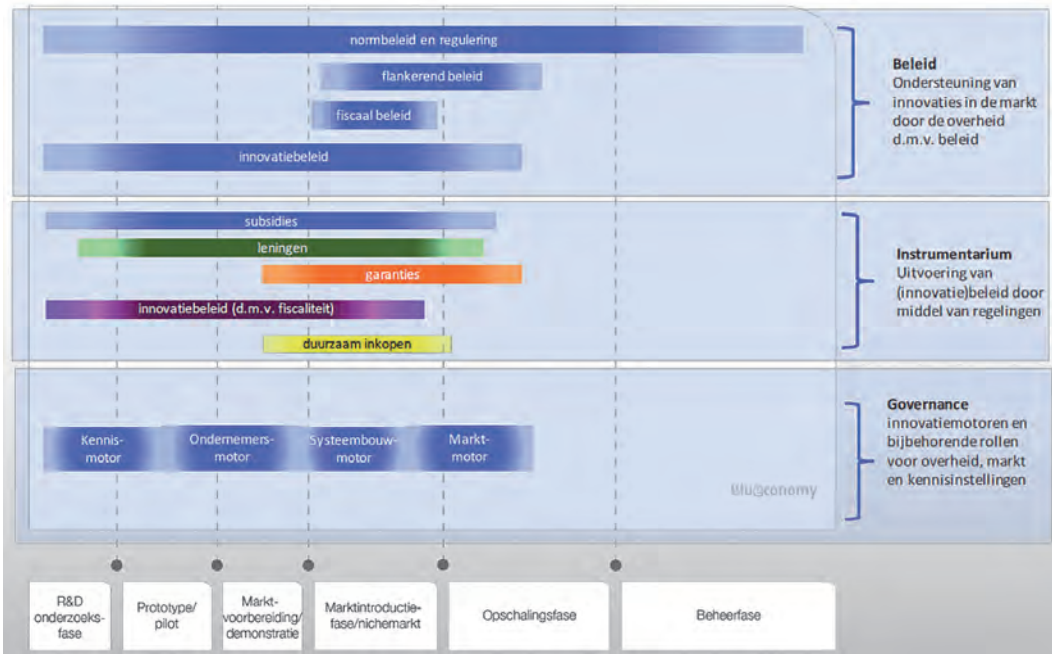 normbeleid en regulering
flankerend beleid
fiscaal beleid
innovatiebeleid
Beleid
Ondersteuning van
innovaties in de markt
door de overheid
d.m.v. beleid
subsidies
leningen
garanties
innovatiebeleid (d.m.v. fiscaliteit)
duurzaam inkopen
Instrumentarium
Uitvoering van
(innovatie)beleid door
middel van regelingen
Kennis-
motor
Ondernemers-
motor
Systeembouw-
motor
Markt-
motor
Governance
innovatiemotoren en
bijbehorende rollen
voor overheid, markt
en kennisinstellingen
Blueconomy
R&D
onderzoeks-
fase
Prototype/
pilot
Markt-
voorbereiding/
demonstratie
Marktintroductie-
fase/nichemarkt
Opschalingsfase
Beheerfase